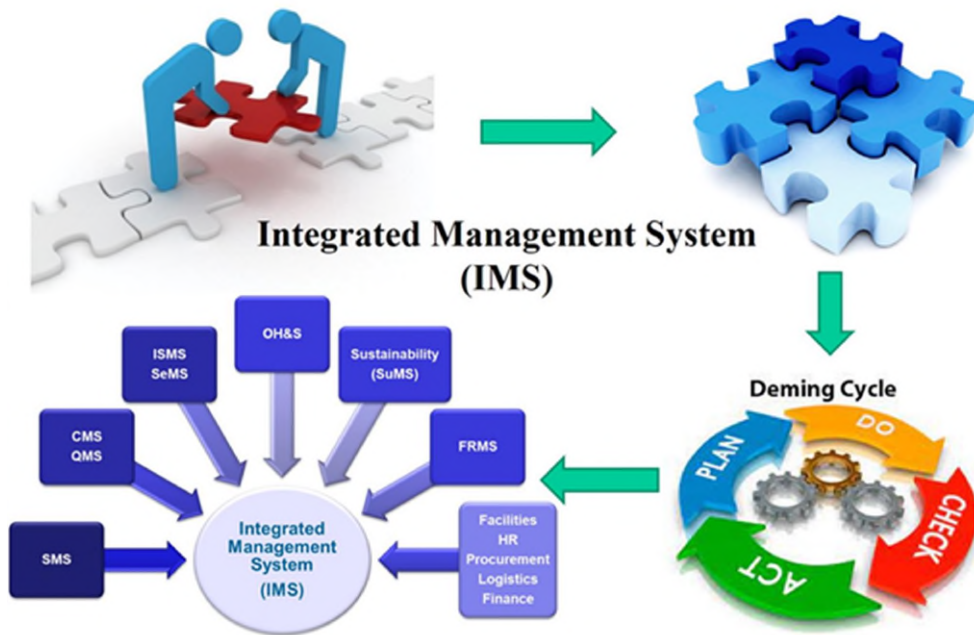 Integrated Management System
(IMS)
Deming Cycle
PLAN
DO
CHECK
ACT
OH&S
ISMS
SeMS
Sustainability
(SuMS)
CMS
QMS
FRMS
SMS
Integrated
Management
System
(IMS)
Facilities
HR
Procurement
Logistics
Finance